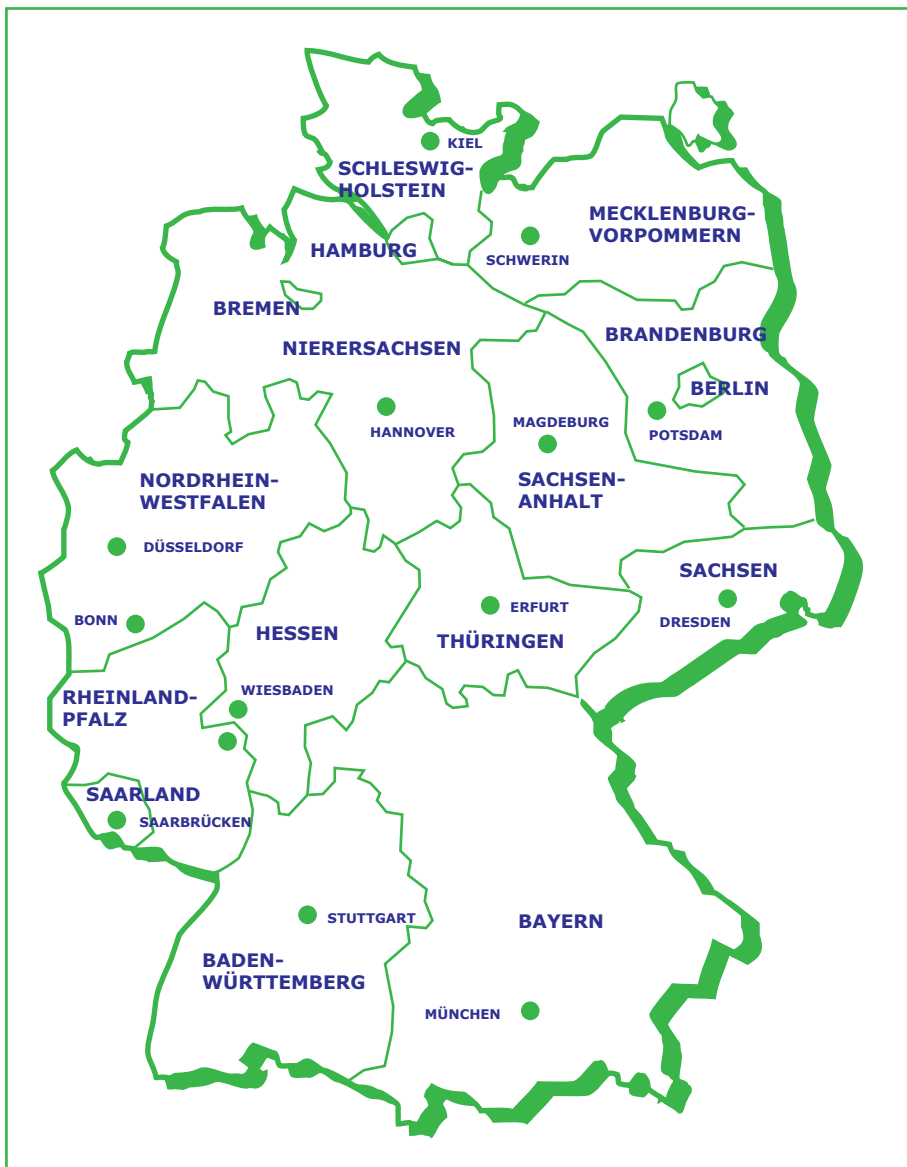 KIEL
SCHLESWIG-
HOLSTEIN
MECKLENBURG-
VORPOMMERN
HAMBURG
SCHWERIN
BREMEN
BRANDENBURG
NIERERSACHSEN
BERLIN
HANNOVER
MAGDEBURG
POTSDAM
NORDRHEIN-
WESTFALEN
SACHSEN-
ANHALT
DÜSSELDORF
SACHSEN
ERFURT
BONN
DRESDEN
HESSEN
THÜRINGEN
WIESBADEN
RHEINLAND-
PFALZ
SAARLAND
SAARBRÜCKEN
STUTTGART
BAYERN
BADEN-
WÜRTTEMBERG
MÜNCHEN